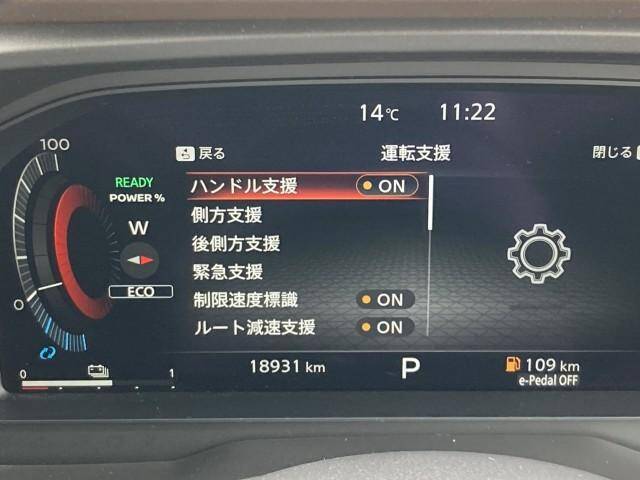 14℃ 11:22
戻る 運転支援 閉じる
100
READY
POWER %
W
ECO
0
ハンドル支援 ON
側方支援
後側方支援
緊急支援
制限速度標識 ON
ルート減速支援 ON
0 1
18931 km P 109 km
e-Pedal OFF